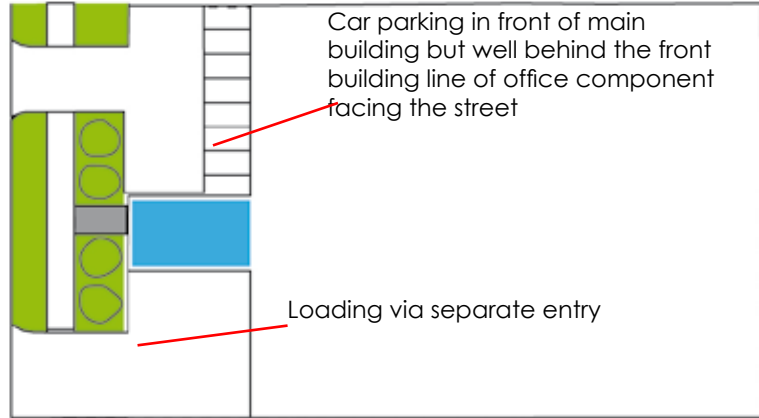 Car parking in front of main
building but well behind the front
building line of office component
facing the street
Loading via separate entry